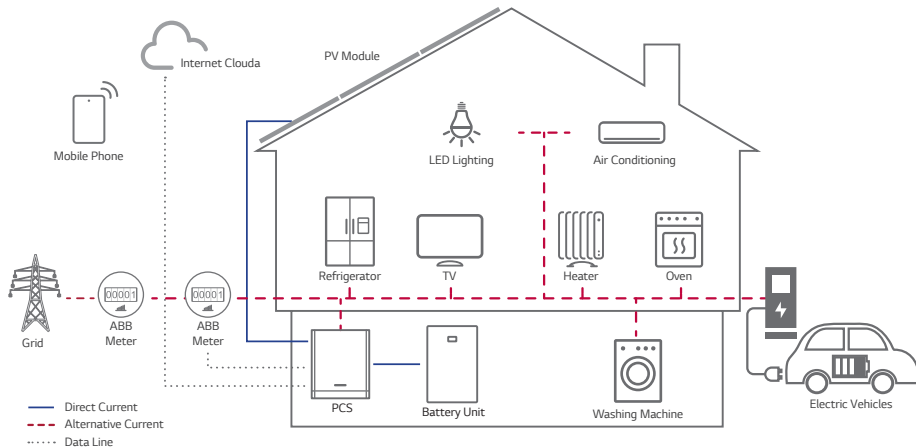 Internet Clouda
PV Module
Mobile Phone
LED Lighting
Air Conditioning
Refrigerator
TV
Heater
Oven
00001
00001
Grid
ABB
Meter
ABB
Meter
PCS
Battery Unit
Washing Machine
Electric Vehicles
Direct Current
Alternative Current
Data Line